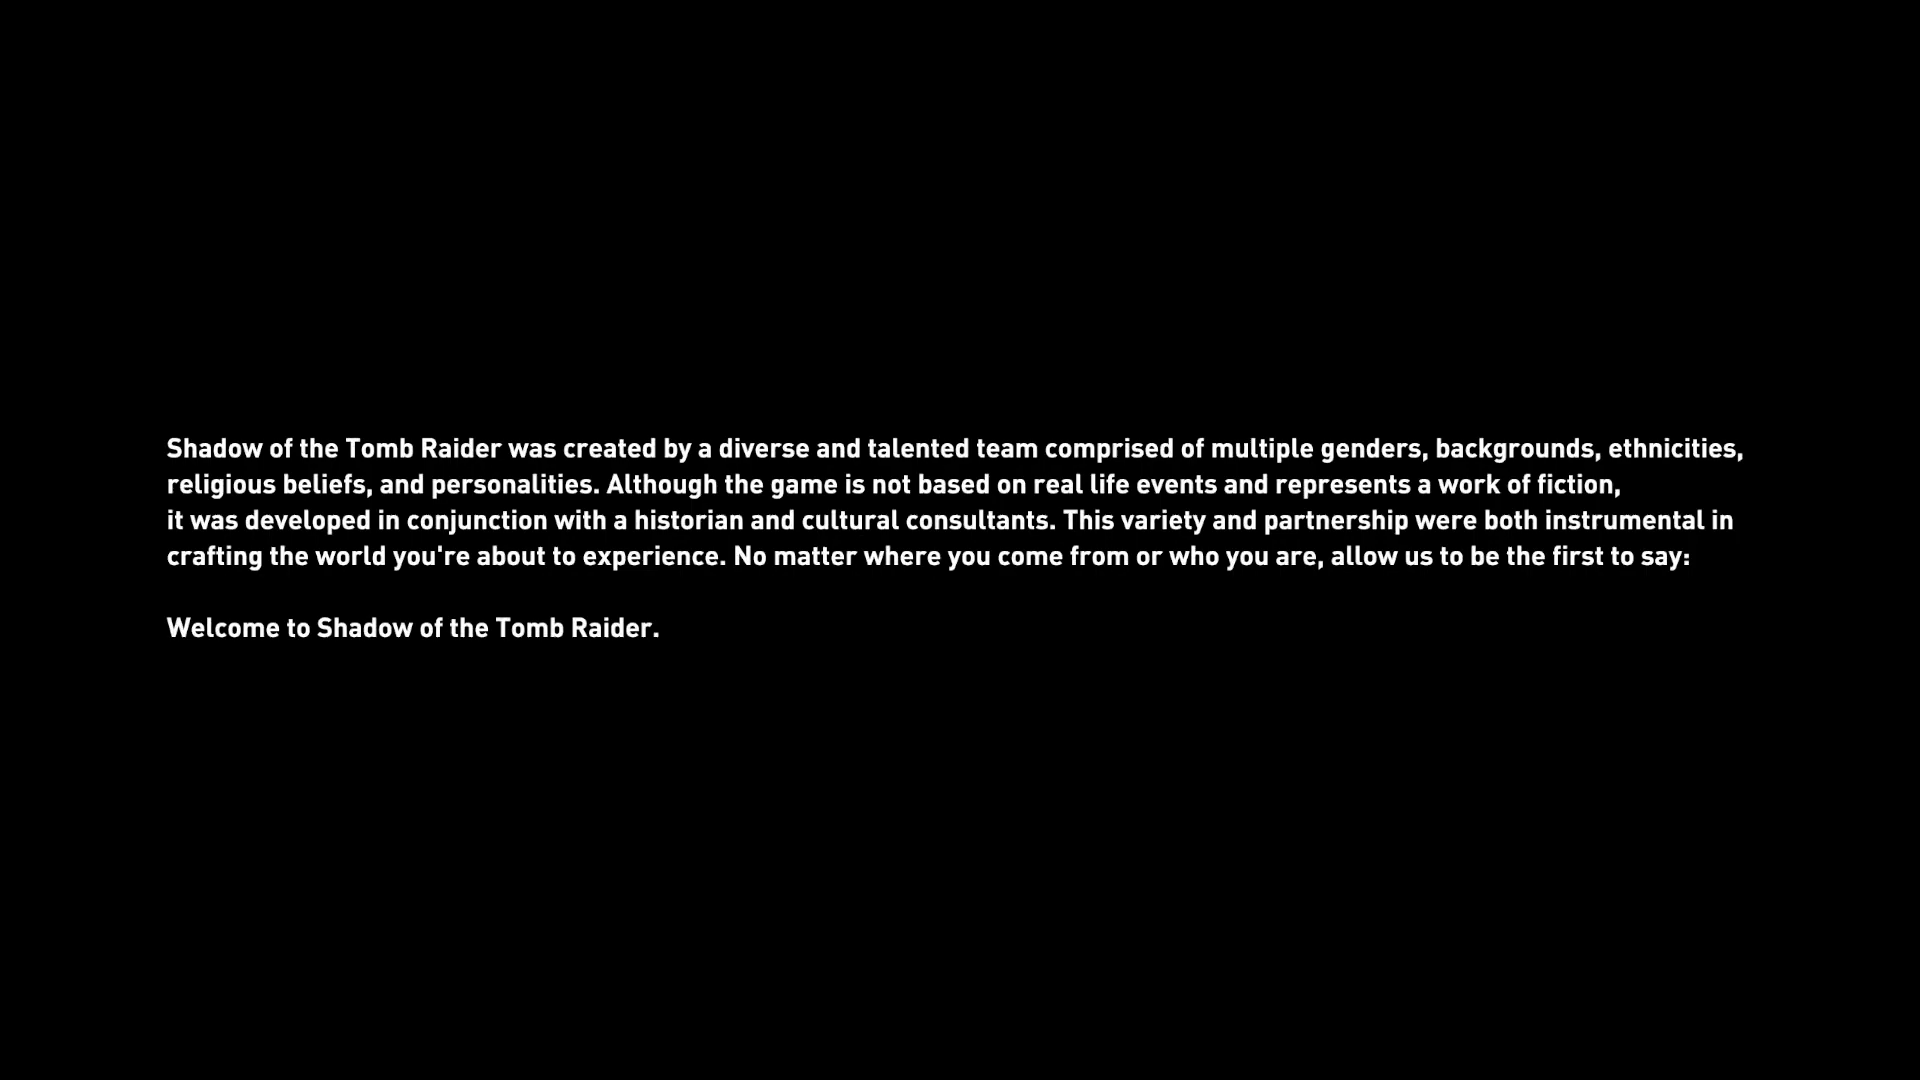 Shadow of the Tomb Raider was created by a diverse and talented team comprised of multiple genders, backgrounds, ethnicities,
religious beliefs, and personalities. Although the game is not based on real life events and represents a work of fiction,
it was developed in conjunction with a historian and cultural consultants. This variety and partnership were both instrumental in
crafting the world you're about to experience. No matter where you come from or who you are, allow us to be the first to say:
Welcome to Shadow of the Tomb Raider.